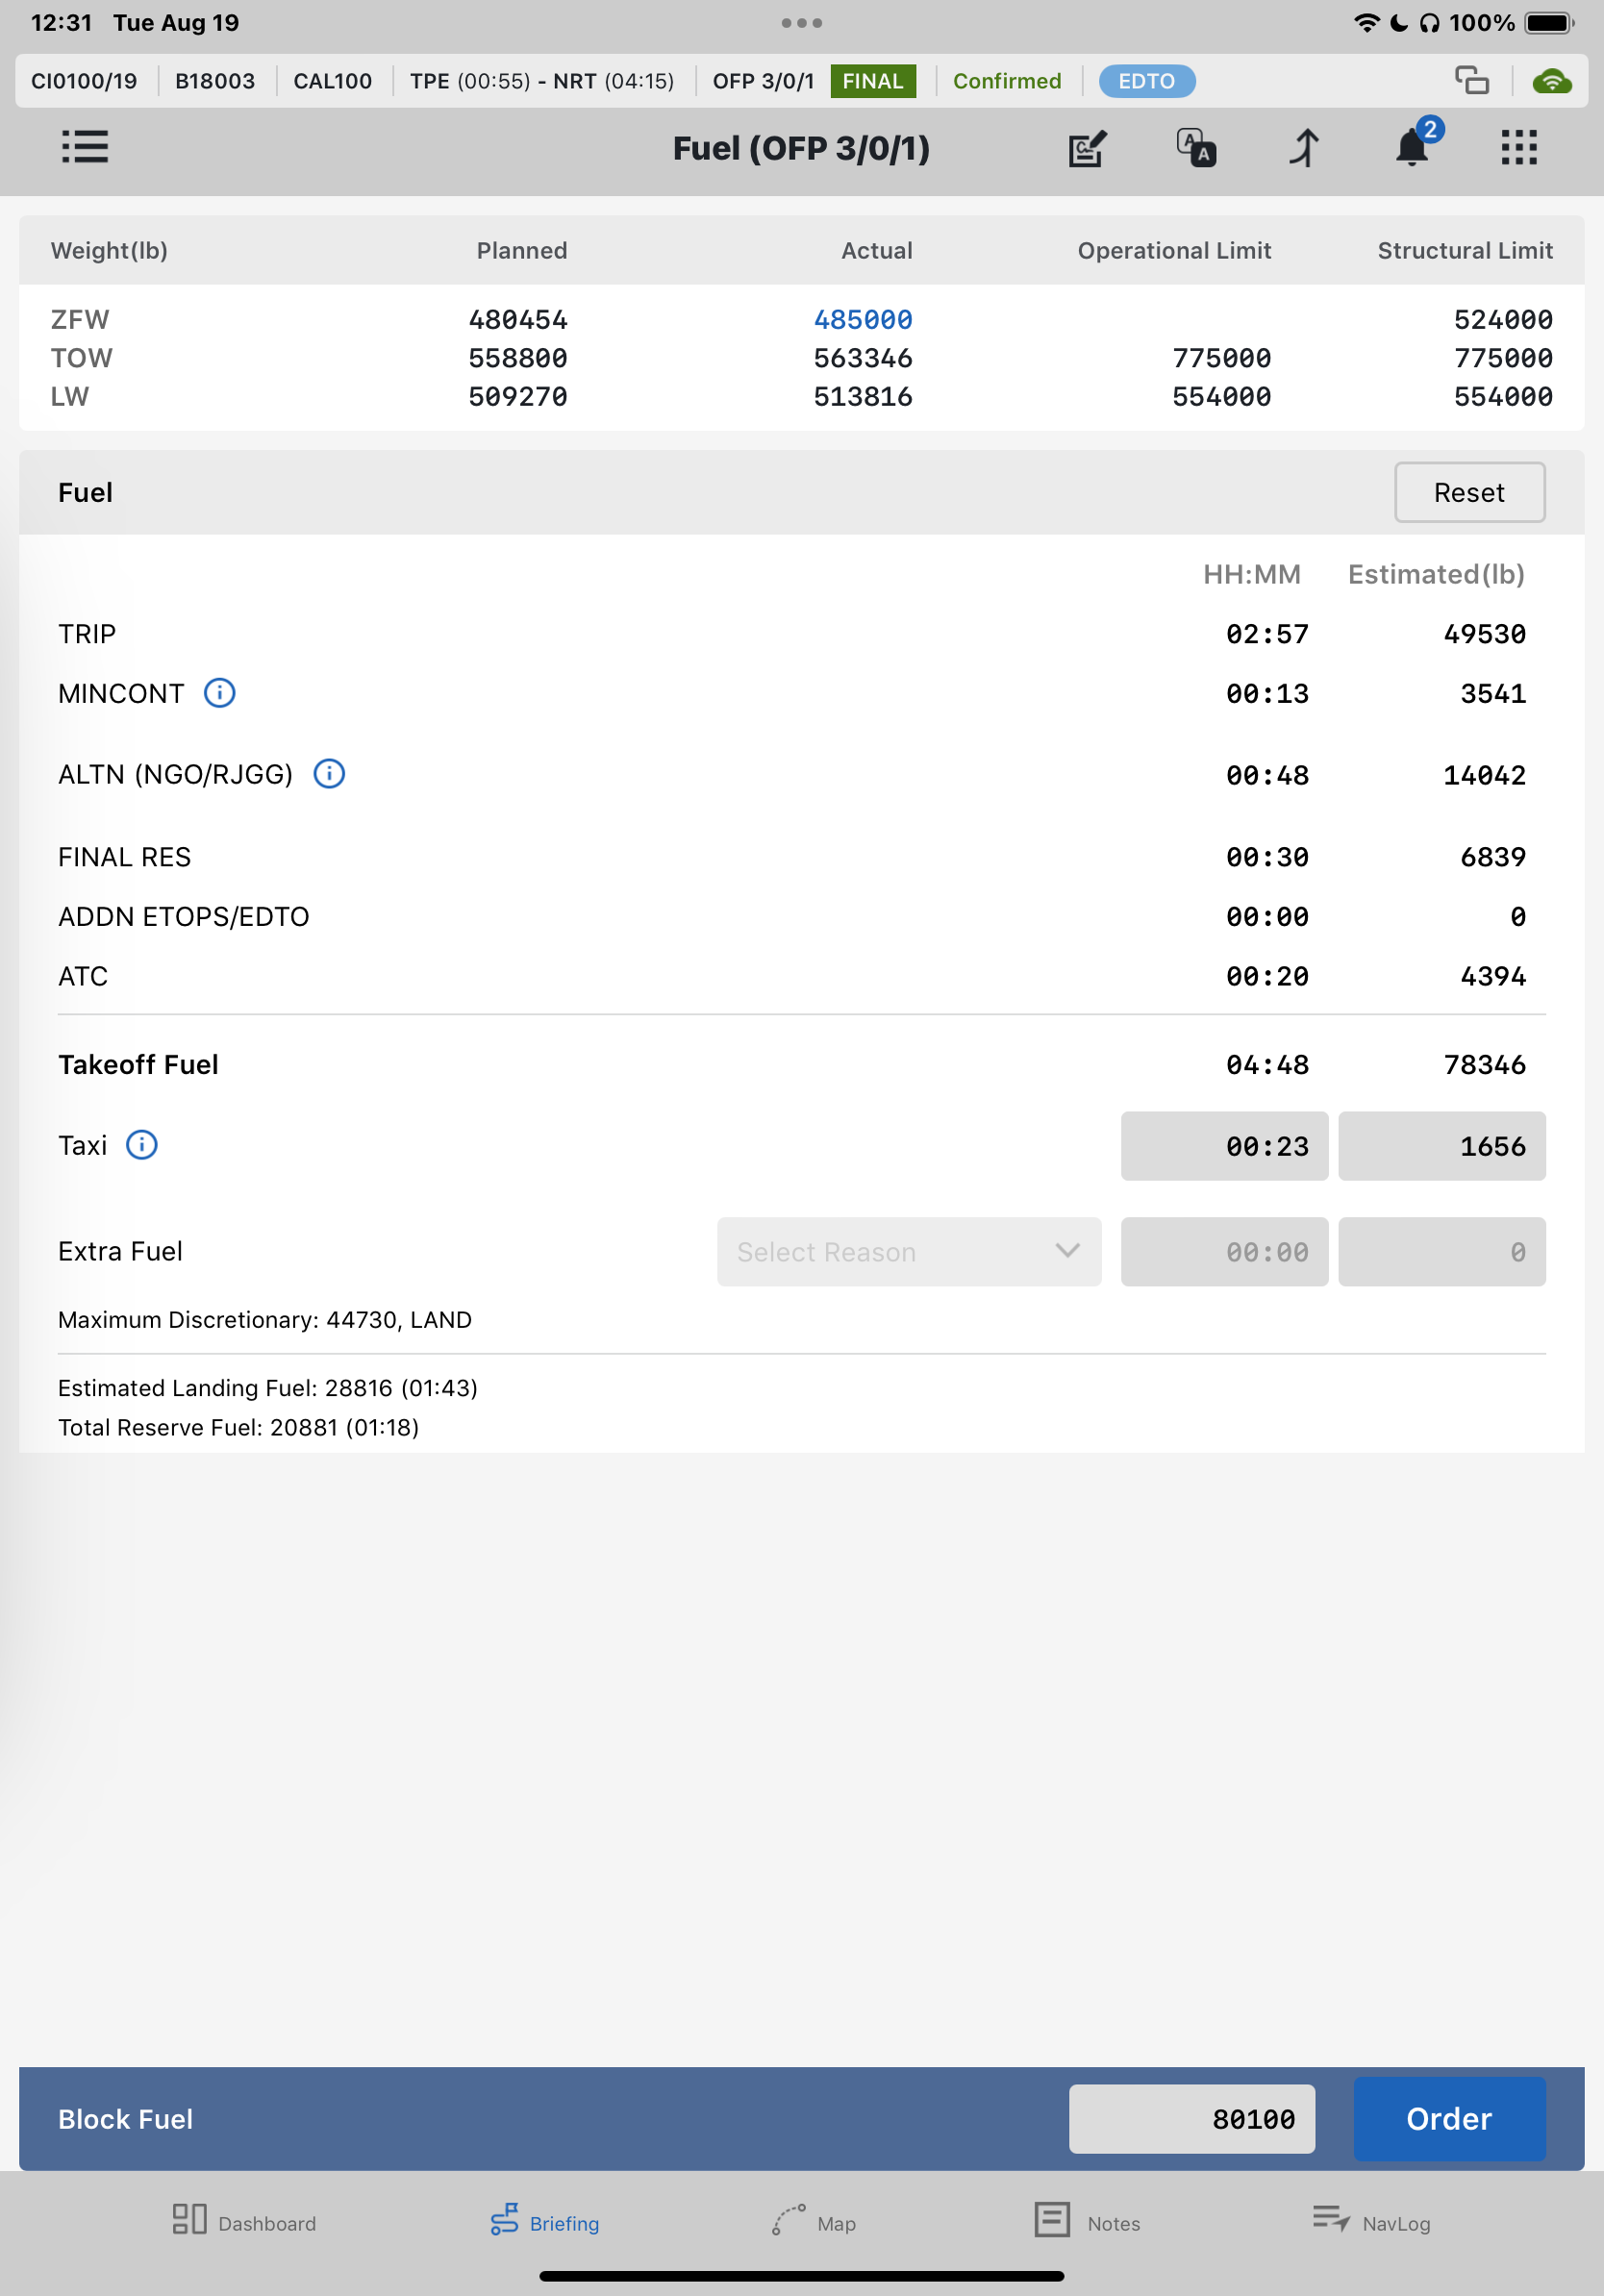 12:31 Tue Aug 19 100%
CI0100/19 B18003 CAL100 TPE (00:55) - NRT (04:15) OFP 3/0/1 FINAL Confirmed EDTO
Fuel (OFP 3/0/1) A A 2
Weight(lb) Planned Actual Operational Limit Structural Limit
ZFW 480454 485000 524000
TOW 558800 563346 775000 775000
LW 509270 513816 554000 554000
Fuel Reset
HH:MM Estimated(lb)
TRIP 02:57 49530
MINCONT 00:13 3541
ALTN (NGO/RJGG) 00:48 14042
FINAL RES 00:30 6839
ADDN ETOPS/EDTO 00:00 0
ATC 00:20 4394
Takeoff Fuel 04:48 78346
Taxi 00:23 1656
Extra Fuel Select Reason 00:00 0
Maximum Discretionary: 44730, LAND
Estimated Landing Fuel: 28816 (01:43)
Total Reserve Fuel: 20881 (01:18)
Block Fuel 80100 Order
Dashboard Briefing Map Notes NavLog